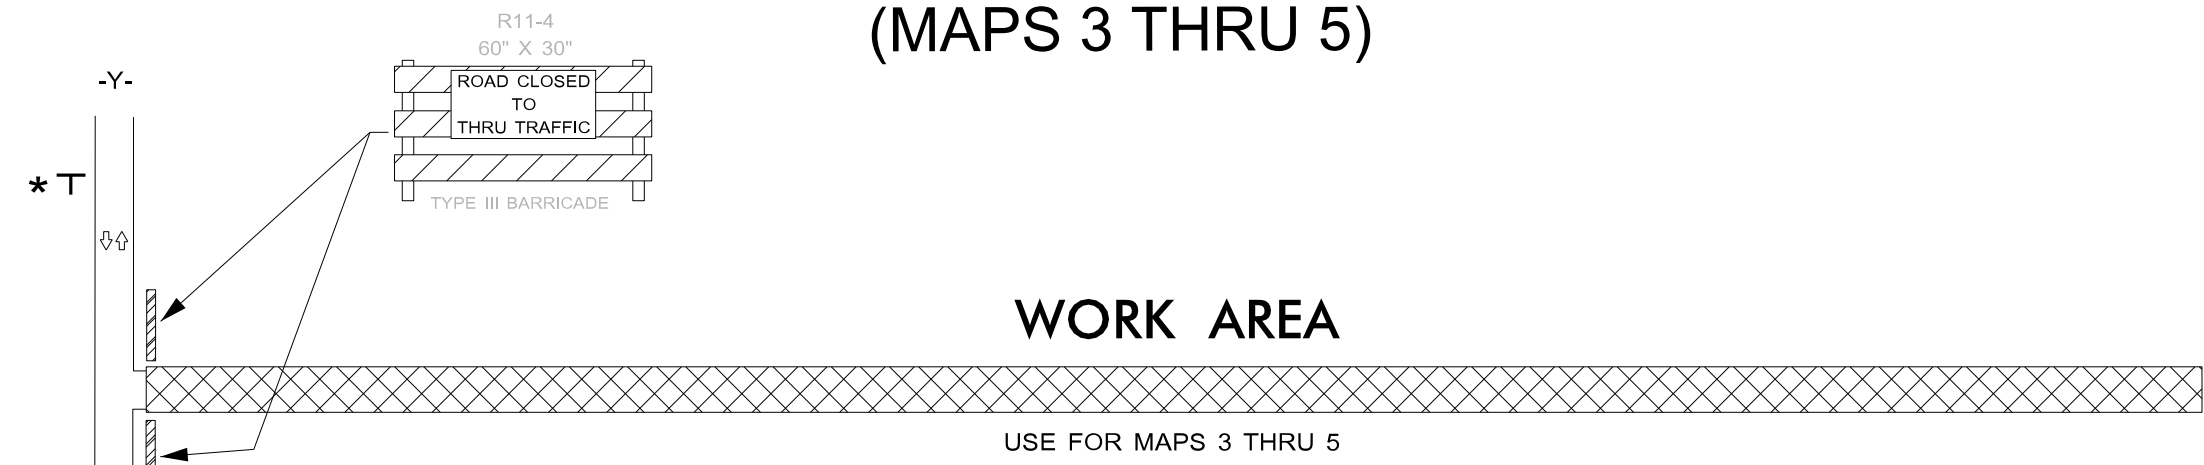 (MAPS 3 THRU 5)
R11-4
60" X 30"
-Y-
ROAD CLOSED
TO
THRU TRAFFIC
*
TYPE III BARRICADE
WORK AREA
USE FOR MAPS 3 THRU 5